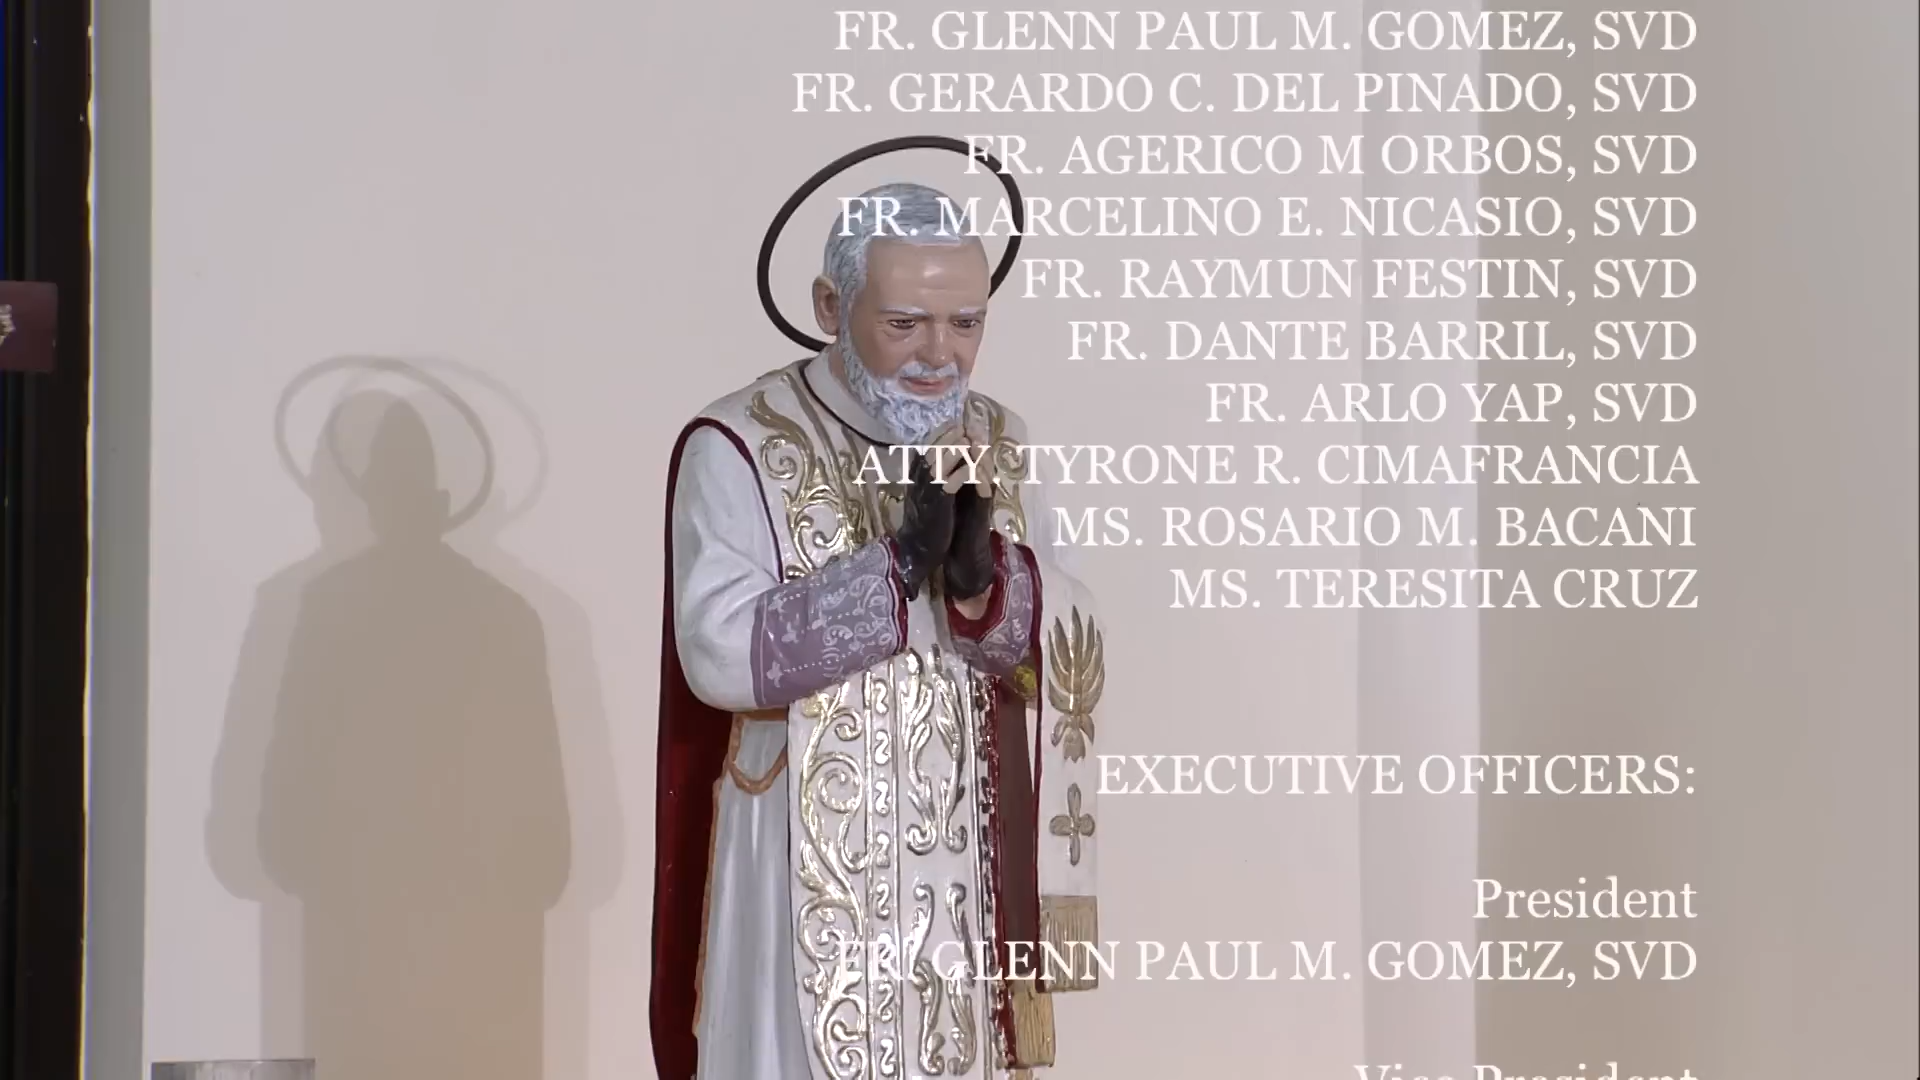 FR. GLENN PAUL M. GOMEZ, SVD
FR. GERARDO C. DEL PINADO, SVD
FR. AGERICO M ORBOS, SVD
FR. MARCELINO E. NICASIO, SVD
FR. RAYMUN FESTIN, SVD
FR. DANTE BARRIL, SVD
FR. ARLO YAP, SVD
ATTY. TYRONE R. CIMAFRANCIA
MS. ROSARIO M. BACANI
MS. TERESITA CRUZ
EXECUTIVE OFFICERS:
President
FR. GLENN PAUL M. GOMEZ, SVD
Vice President